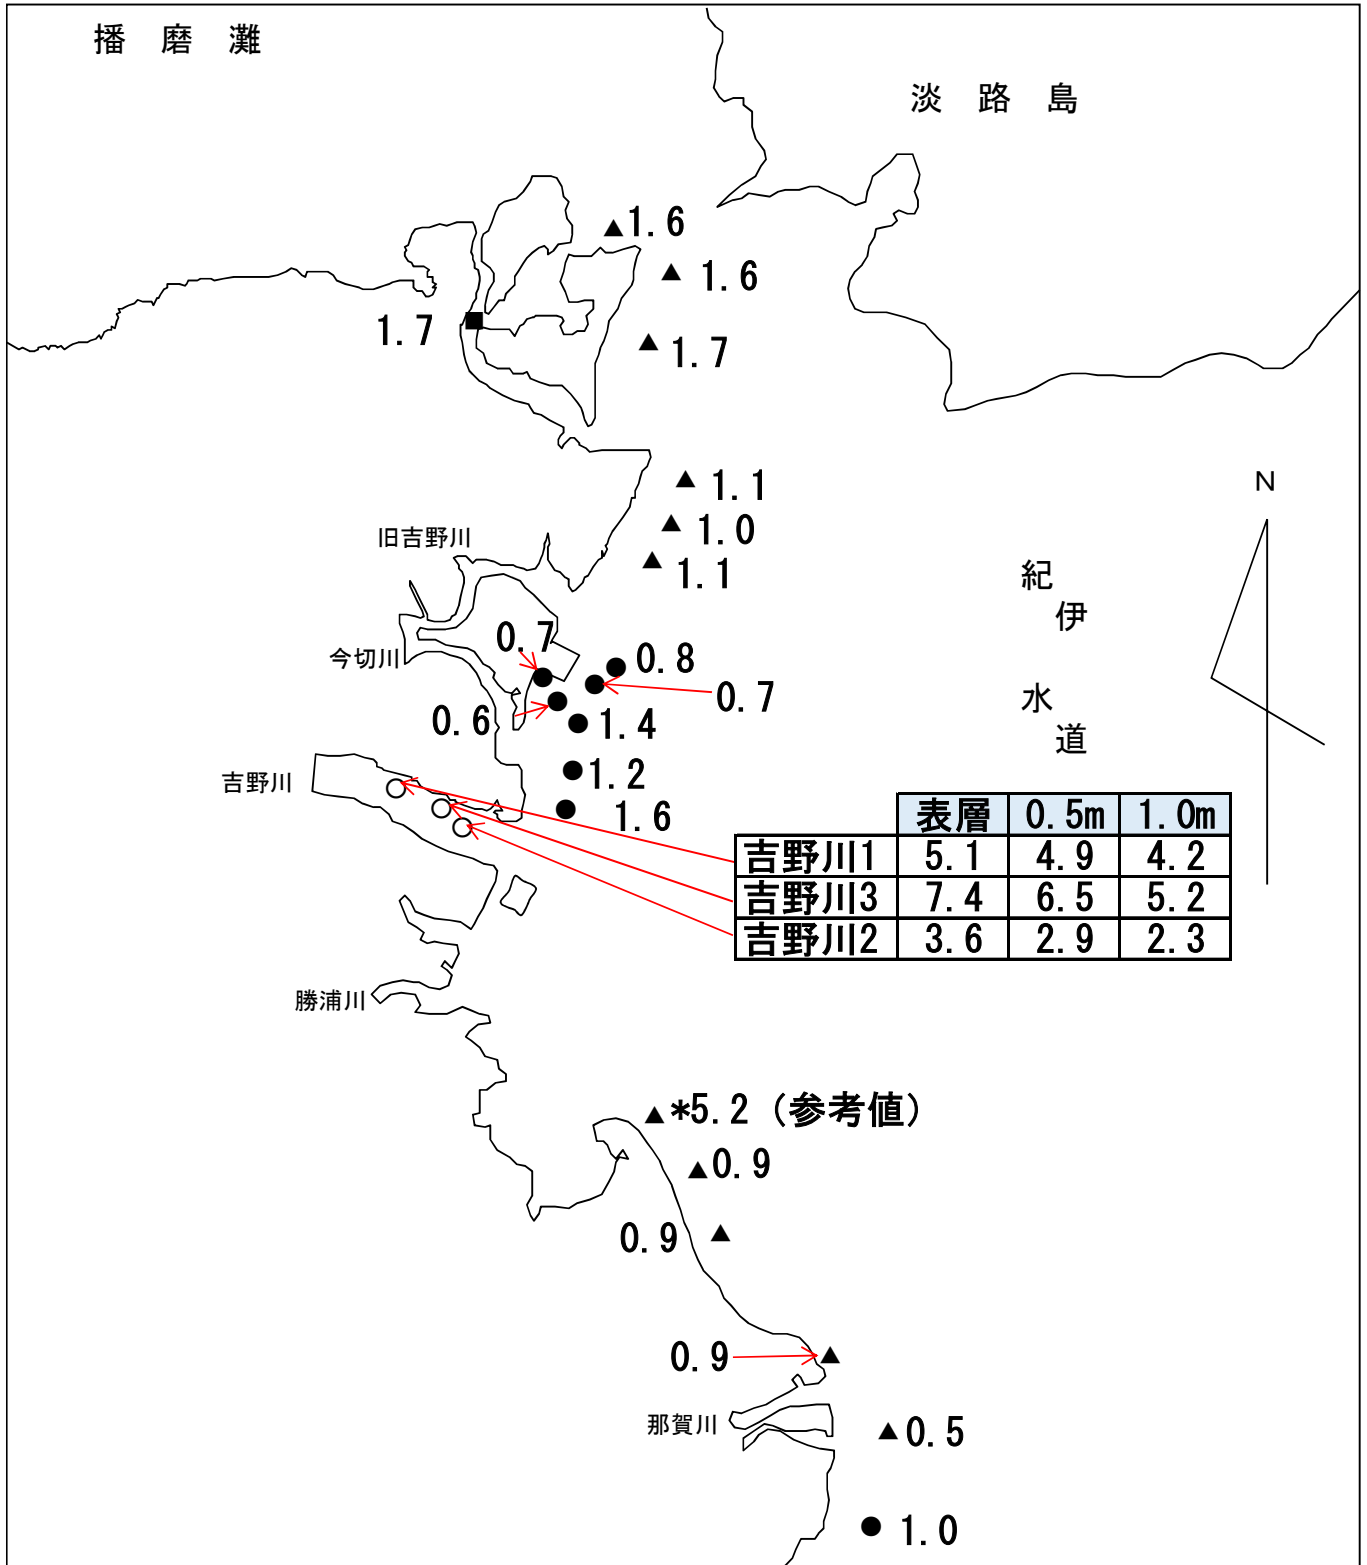 播 磨 灘
淡 路 島
1.6
1.6
1.7
1.7
1.1
N
1.0
旧吉野川
1.1
紀
伊
0.7
今切川
0.8
0.7
水
0.6
1.4
道
吉野川
1.2
1.6
表層 0.5m 1.0m
吉野川1 5.1 4.9 4.2
吉野川3 7.4 6.5 5.2
吉野川2 3.6 2.9 2.3
勝浦川
*5.2（参考値）
0.9
0.9
0.9
那賀川
0.5
1.0